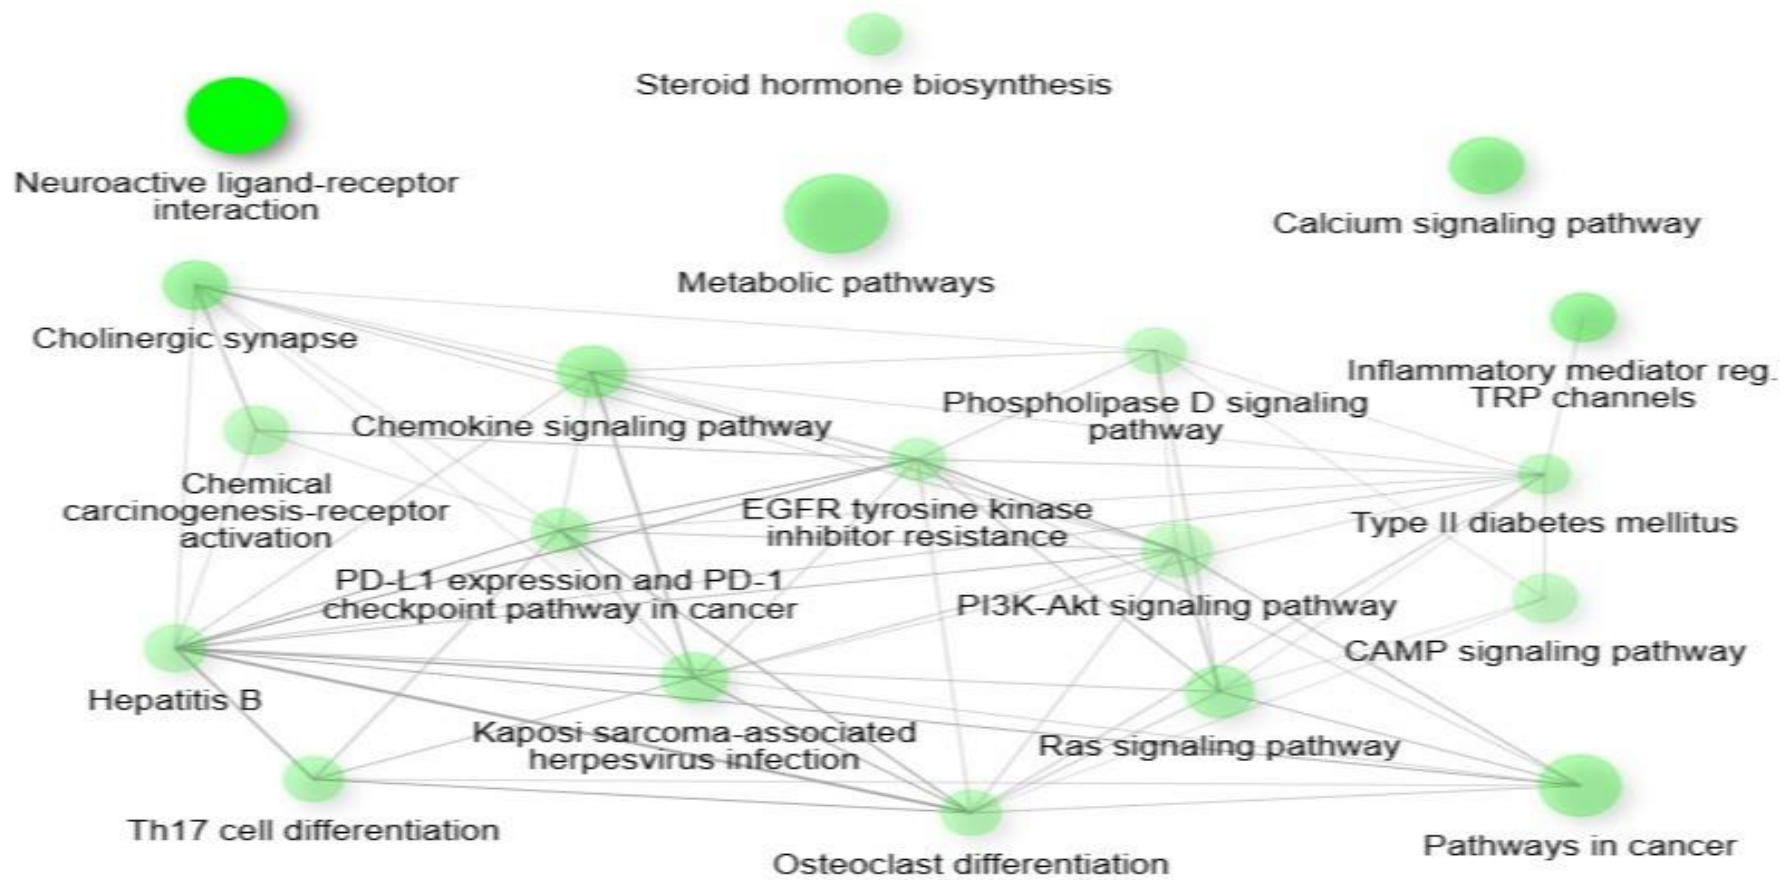 Steroid hormone biosynthesis
Neuroactive ligand-receptor
interaction
Calcium signaling pathway
Metabolic pathways
Cholinergic synapse
Inflammatory mediator reg.
TRP channels
Phospholipase D signaling
pathway
Chemokine signaling pathway
Chemical
carcinogenesis-receptor
activation
EGFR tyrosine kinase
inhibitor resistance
Type II diabetes mellitus
PD-L1 expression and PD-1
checkpoint pathway in cancer
PI3K-Akt signaling pathway
CAMP signaling pathway
Hepatitis B
Kaposi sarcoma-associated
herpesvirus infection
Ras signaling pathway
Th17 cell differentiation
Osteoclast differentiation
Pathways in cancer